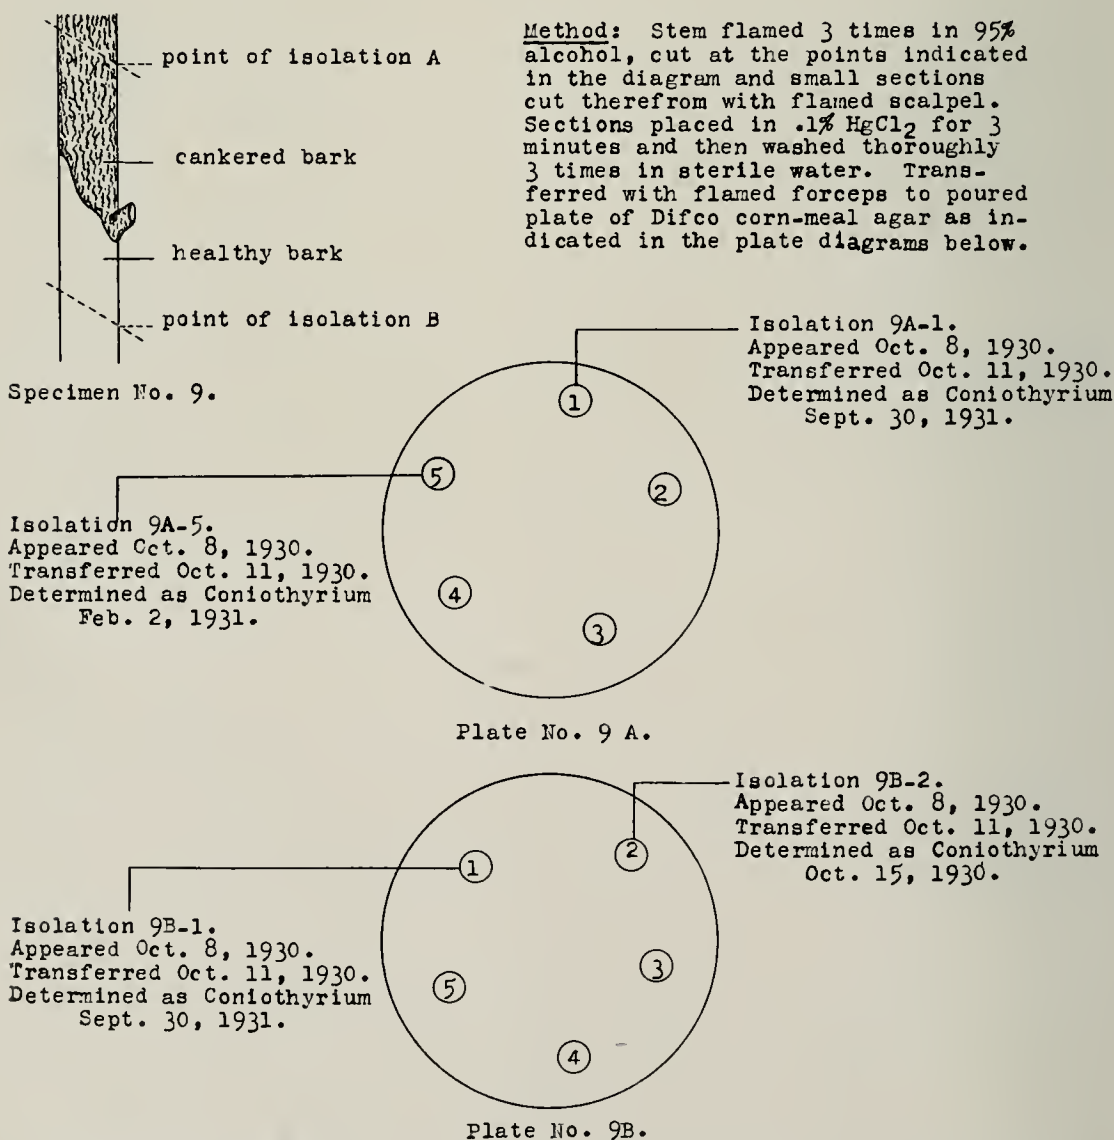 point of isolation A
cankered bark
healthy bark
point of isolation B
Specimen No. 9.
Method: Stem flamed 3 times in 95%
alcohol, cut at the points indicated
in the diagram and small sections
cut therefrom with flamed scalpel.
Sections placed in .1% HgCl2 for 3
minutes and then washed thoroughly
3 times in sterile water. Trans-
ferred with flamed forceps to poured
plate of Difco corn-meal agar as in-
dicated in the plate diagrams below.
Isolation 9A-1.
Appeared Oct. 8, 1930.
Transferred Oct. 11, 1930.
Determined as Coniothyrium
Sept. 30, 1931.
1
2
3
4
5
Isolation 9A-5.
Appeared Oct. 8, 1930.
Transferred Oct. 11, 1930.
Determined as Coniothyrium
Feb. 2, 1931.
Plate No. 9 A.
Isolation 9B-2.
Appeared Oct. 8, 1930.
Transferred Oct. 11, 1930.
Determined as Coniothyrium
Oct. 15, 1930.
1
2
3
4
5
Isolation 9B-1.
Appeared Oct. 8, 1930.
Transferred Oct. 11, 1930.
Determined as Coniothyrium
Sept. 30, 1931.
Plate No. 9B.